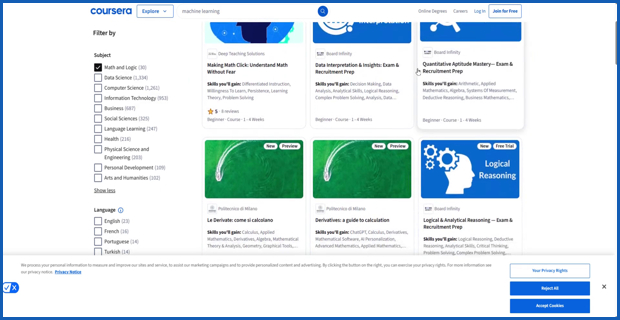 coursera
Explore
machine learning
Online Degrees
Careers
Log In
Join for Free
Filter by
Subject
Math and Logic (30)
Data Science (1,334)
Computer Science (1,261)
Information Technology (953)
Business (687)
Social Sciences (325)
Language Learning (247)
Health (216)
Physical Science and
Engineering (203)
Personal Development (109)
Arts and Humanities (102)
Show less
Language
English (23)
French (16)
Portuguese (14)
Turkish (14)
Deep Teaching Solutions
Making Math Click: Understand Math
Without Fear
Skills you'll gain: Differentiated Instruction,
Willingness To Learn, Persistence, Learning
Theory, Problem Solving
5 · 6 reviews
Beginner · Course · 1 - 4 Weeks
Board Infinity
Data Interpretation & Insights: Exam &
Recruitment Prep
Skills you'll gain: Decision Making, Data
Analysis, Analytical Skills, Logical Reasoning,
Complex Problem Solving, Analysis, Data...
Beginner · Course · 1 - 4 Weeks
Board Infinity
Quantitative Aptitude Mastery— Exam &
Recruitment Prep
Skills you'll gain: Arithmetic, Applied
Mathematics, Algebra, Systems Of Measurement,
Deductive Reasoning, Business Mathematics,...
Beginner · Course · 1 - 4 Weeks
New
Preview
Politecnico di Milano
Le Derivate: come si calcolano
Skills you'll gain: Calculus, Applied
Mathematics, Derivatives, Algebra, Mathematical
Theory & Analysis, Geometry, Graphical Tools,...
New
Preview
Politecnico di Milano
Derivatives: a guide to calculation
Skills you'll gain: ChatGPT, Calculus, Derivatives,
Mathematical Software, AI Personalization,
Advanced Mathematics, Applied Mathematics,...
New
Free Trial
Logical
Reasoning
Board Infinity
Logical & Analytical Reasoning — Exam &
Recruitment Prep
Skills you'll gain: Logical Reasoning, Deductive
Reasoning, Analytical Skills, Critical Thinking,
We process your personal information to measure and improve our sites and service, to assist our marketing campaigns and to provide personalized content and advertising. By clicking the button on the right, you can exercise your privacy rights. For more information see
our privacy notice. Privacy Notice
Your Privacy Rights
Reject All
Accept Cookies